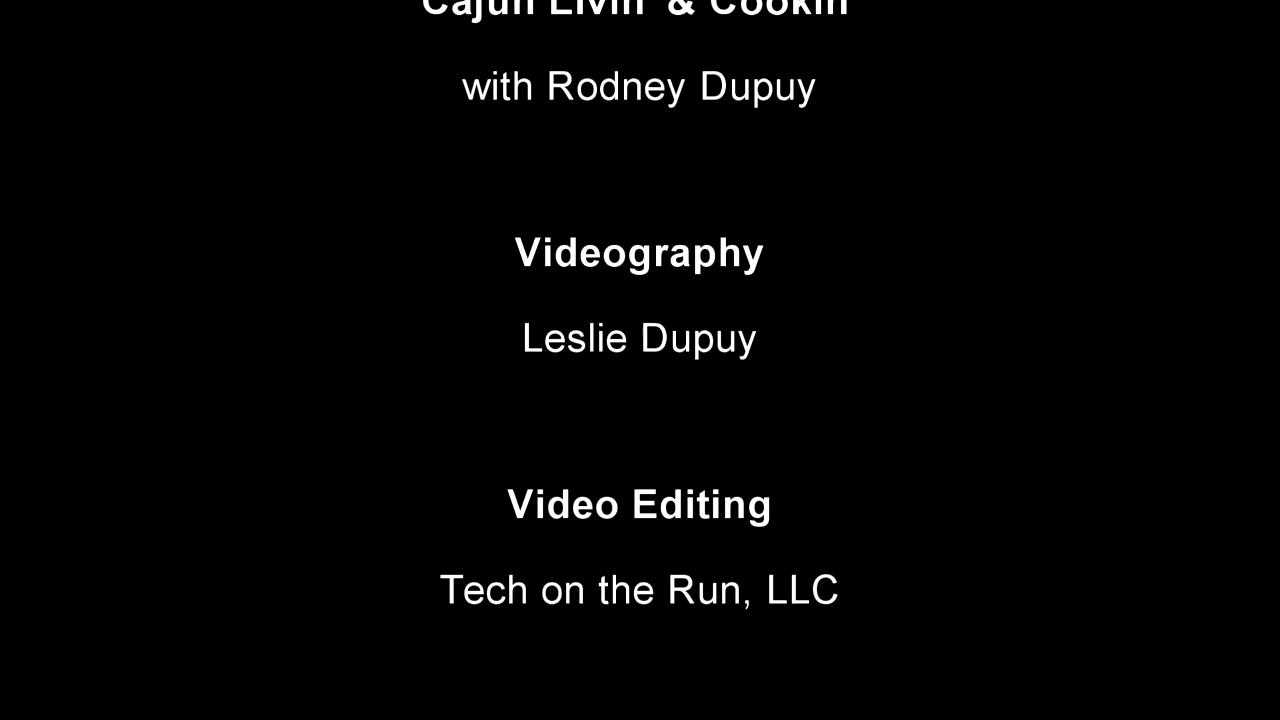 Cajun Livin' & Cookin'
with Rodney Dupuy
Videography
Leslie Dupuy
Video Editing
Tech on the Run, LLC